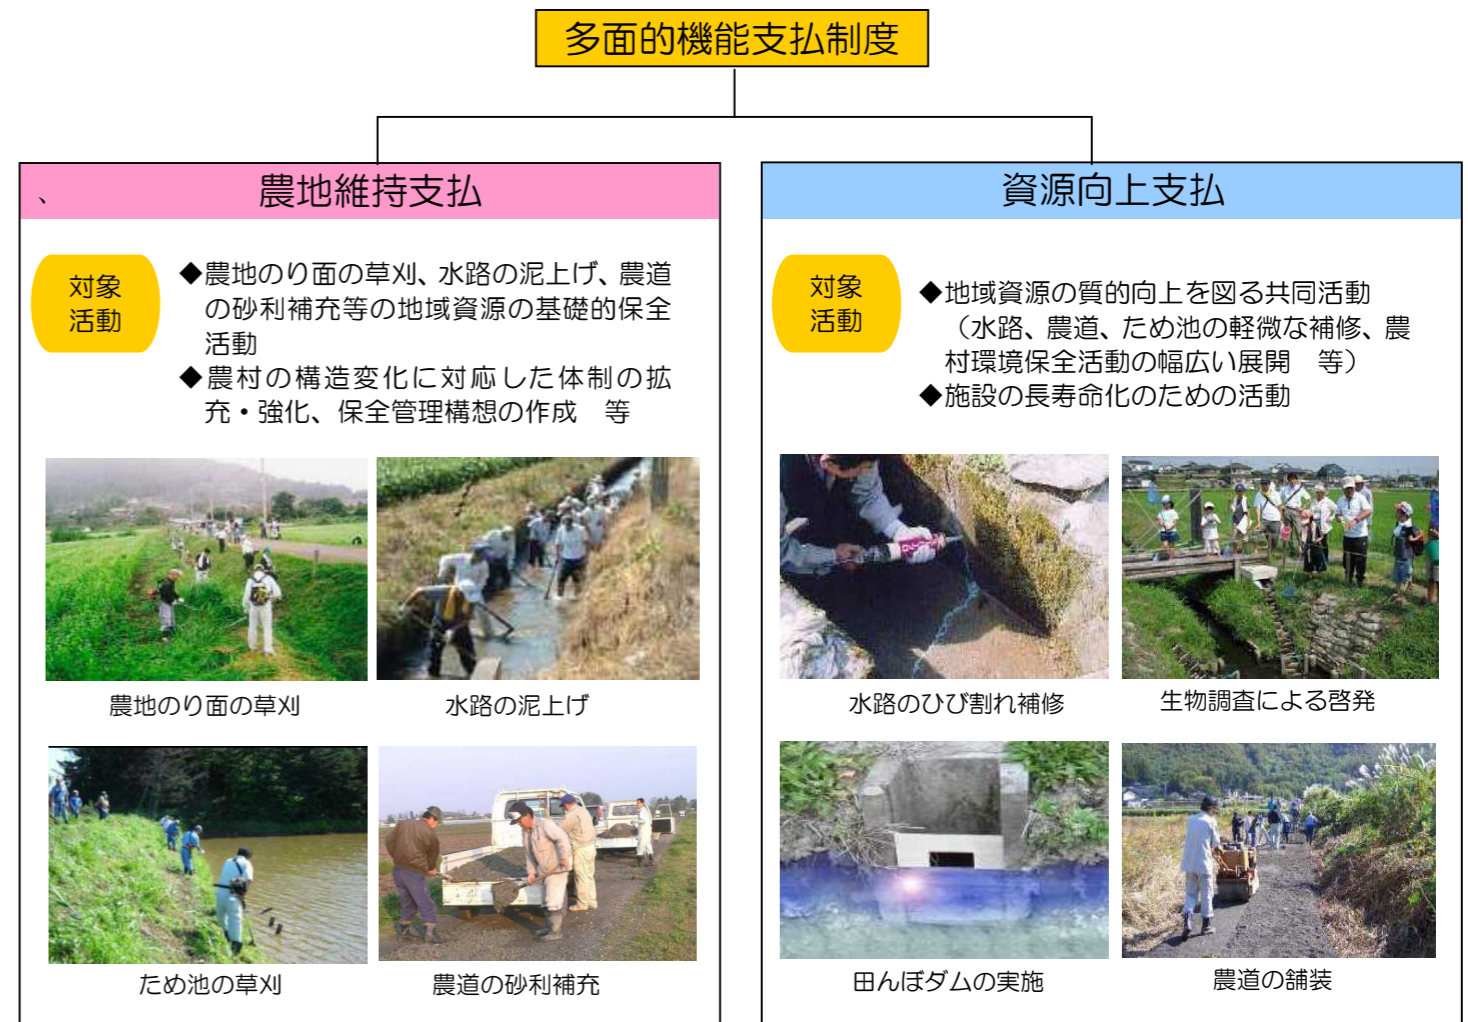 多面的機能支払制度
、
農地維持支払
対象
活動
◆農地のり面の草刈、水路の泥上げ、農道
の砂利補充等の地域資源の基礎的保全
活動
◆農村の構造変化に対応した体制の拡
充・強化、保全管理構想の作成　等
農地のり面の草刈
水路の泥上げ
ため池の草刈
農道の砂利補充
資源向上支払
対象
活動
◆地域資源の質的向上を図る共同活動
（水路、農道、ため池の軽微な補修、農
村環境保全活動の幅広い展開　等）
◆施設の長寿命化のための活動
水路のひび割れ補修
生物調査による啓発
田んぼダムの実施
農道の舗装